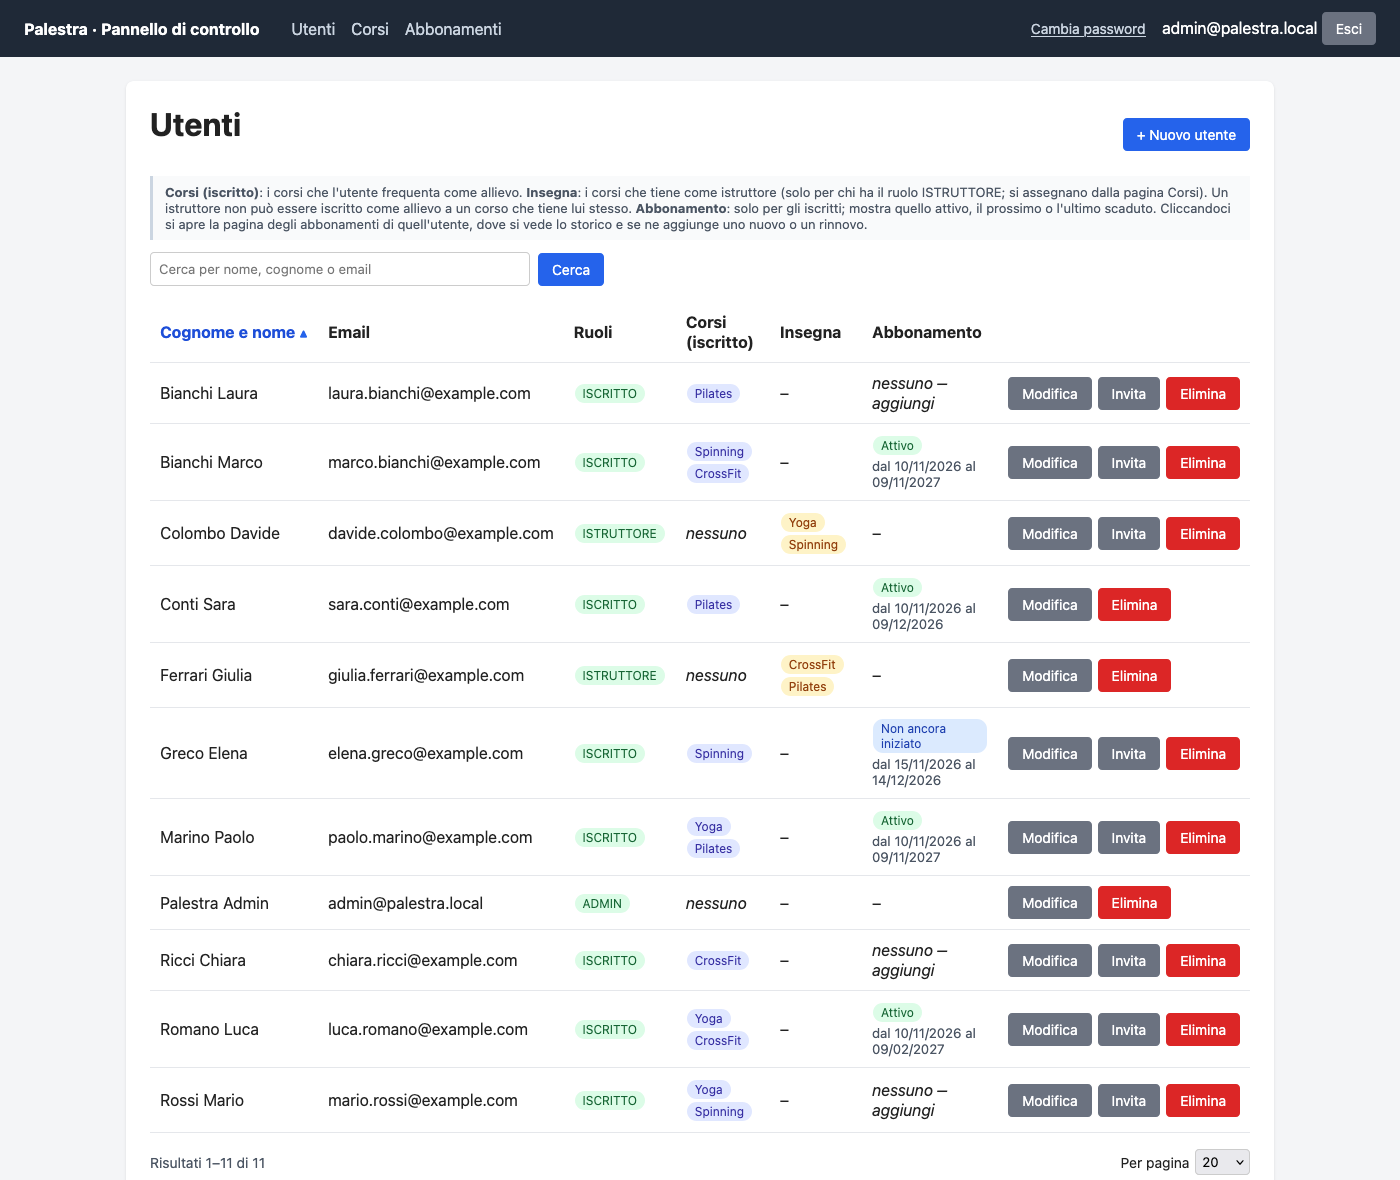 Palestra · Pannello di controllo Utenti Corsi Abbonamenti Cambia password admin@palestra.local Esci
Utenti
+ Nuovo utente
Corsi (iscritto): i corsi che l'utente frequenta come allievo. Insegna: i corsi che tiene come istruttore (solo per chi ha il ruolo ISTRUTTORE; si assegnano dalla pagina Corsi). Un
istruttore non può essere iscritto come allievo a un corso che tiene lui stesso. Abbonamento: solo per gli iscritti; mostra quello attivo, il prossimo o l'ultimo scaduto. Cliccandoci
si apre la pagina degli abbonamenti di quell'utente, dove si vede lo storico e se ne aggiunge uno nuovo o un rinnovo.
Cerca per nome, cognome o email Cerca
Cognome e nome ▲ Email Ruoli Corsi (iscritto) Insegna Abbonamento
Bianchi Laura laura.bianchi@example.com ISCRITTO Pilates – nessuno – aggiungi Modifica Invita Elimina
Bianchi Marco marco.bianchi@example.com ISCRITTO Spinning CrossFit – Attivo dal 10/11/2026 al 09/11/2027 Modifica Invita Elimina
Colombo Davide davide.colombo@example.com ISTRUTTORE nessuno Yoga Spinning – Modifica Invita Elimina
Conti Sara sara.conti@example.com ISCRITTO Pilates – Attivo dal 10/11/2026 al 09/12/2026 Modifica Elimina
Ferrari Giulia giulia.ferrari@example.com ISTRUTTORE nessuno CrossFit Pilates – Modifica Elimina
Greco Elena elena.greco@example.com ISCRITTO Spinning – Non ancora iniziato dal 15/11/2026 al 14/12/2026 Modifica Invita Elimina
Marino Paolo paolo.marino@example.com ISCRITTO Yoga Pilates – Attivo dal 10/11/2026 al 09/11/2027 Modifica Invita Elimina
Palestra Admin admin@palestra.local ADMIN nessuno – – Modifica Elimina
Ricci Chiara chiara.ricci@example.com ISCRITTO CrossFit – nessuno – aggiungi Modifica Invita Elimina
Romano Luca luca.romano@example.com ISCRITTO Yoga CrossFit – Attivo dal 10/11/2026 al 09/02/2027 Modifica Invita Elimina
Rossi Mario mario.rossi@example.com ISCRITTO Yoga Spinning – nessuno – aggiungi Modifica Invita Elimina
Risultati 1–11 di 11 Per pagina 20